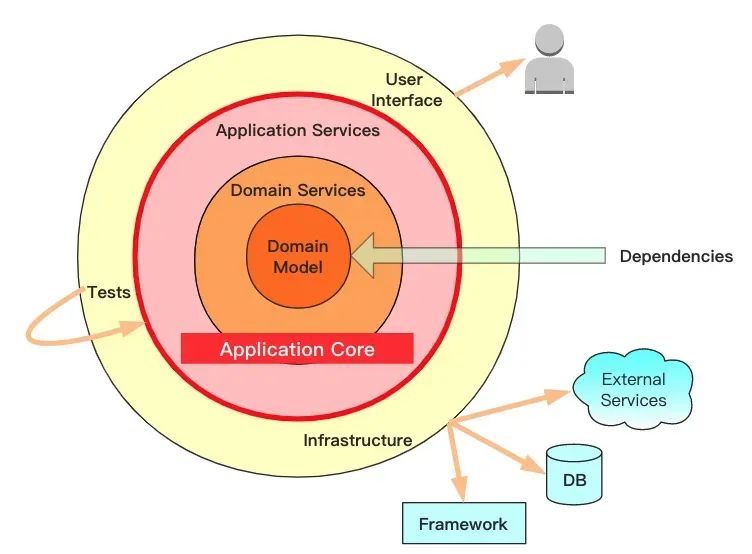 User
Interface
Application Services
Domain Services
Domain
Model
Dependencies
Tests
Application Core
External
Services
Infrastructure
DB
Framework